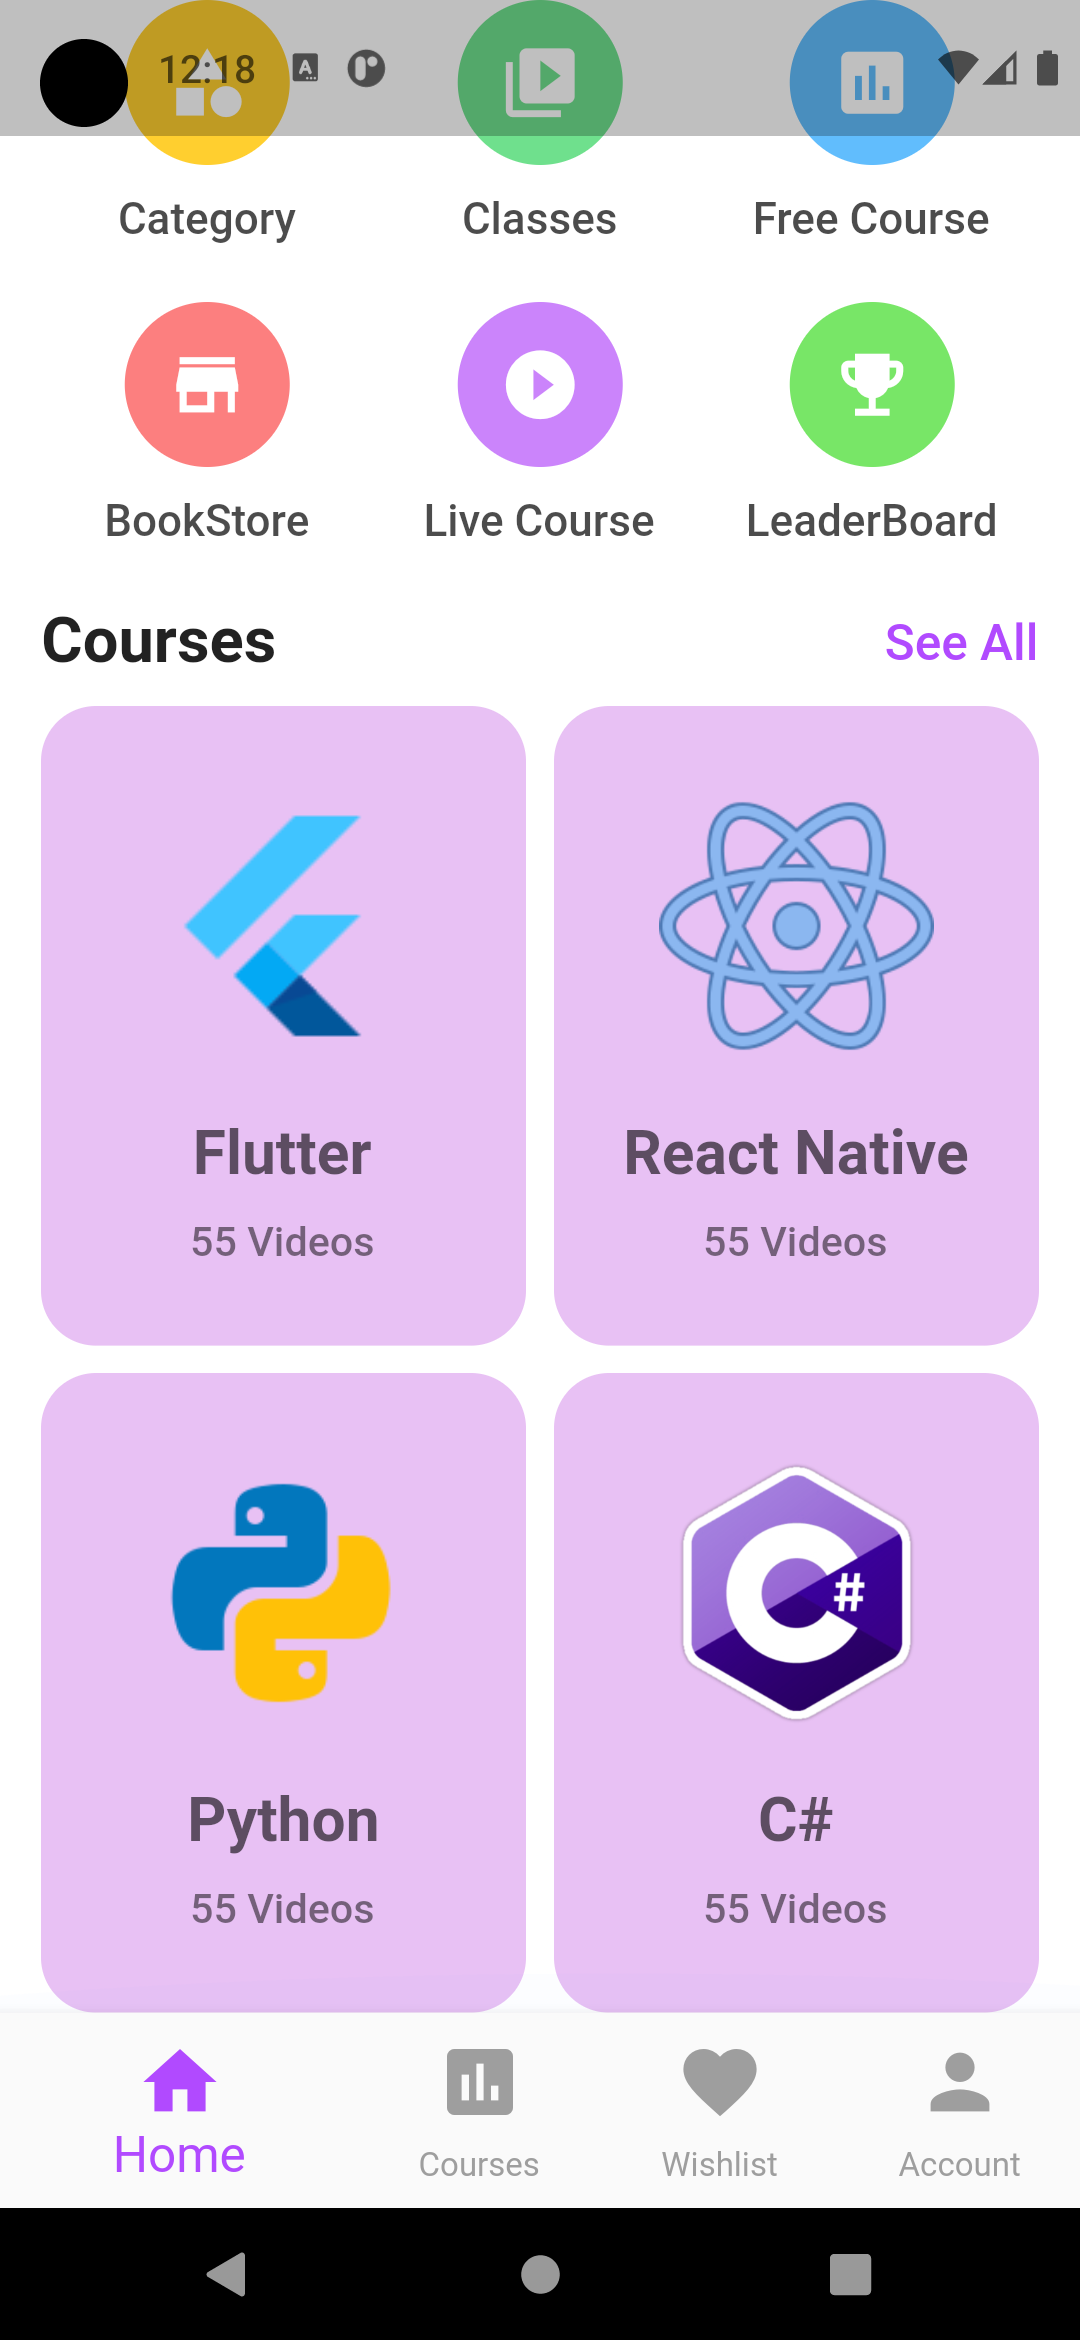 12:18
Category
Classes
Free Course
BookStore
Live Course
LeaderBoard
Courses
See All
Flutter
55 Videos
React Native
55 Videos
Python
55 Videos
C#
C#
55 Videos
Home
Courses
Wishlist
Account